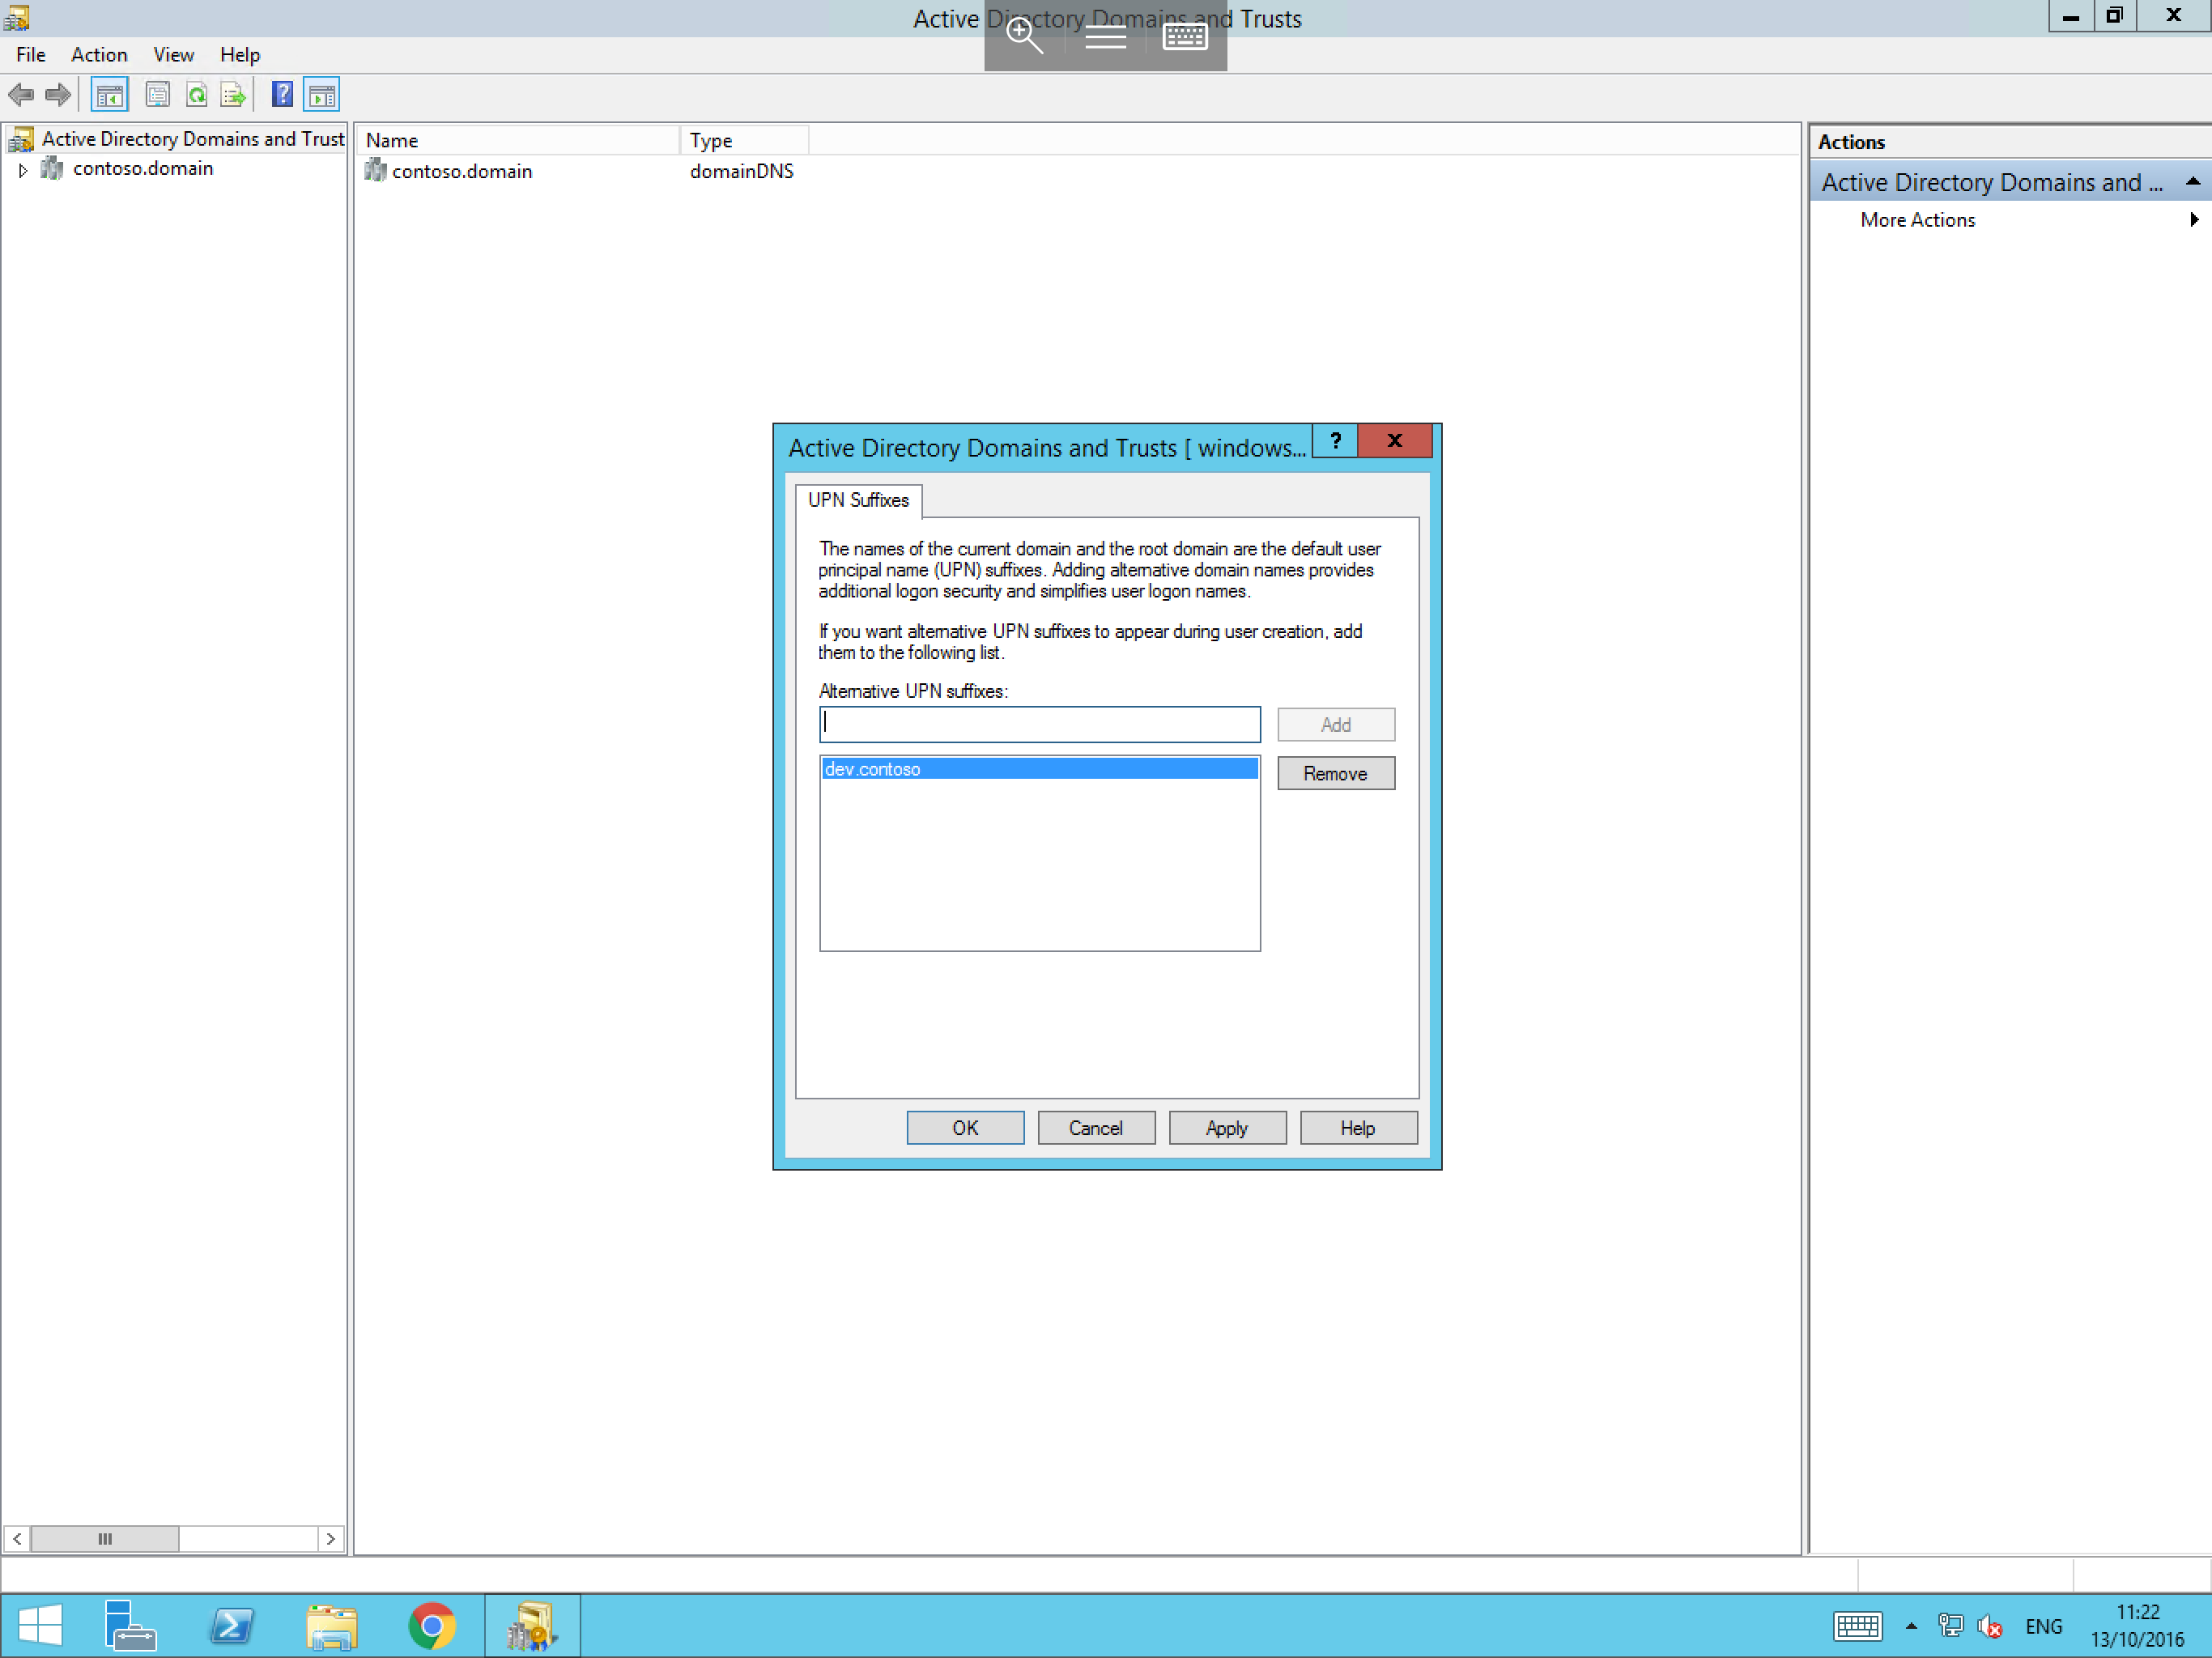 Active Directory Domains and Trusts
File Action View Help
Active Directory Domains and Trust
contoso.domain
Name Type
contoso.domain domainDNS
Actions
Active Directory Domains and ...
More Actions
Active Directory Domains and Trusts [ windows...
UPN Suffixes
The names of the current domain and the root domain are the default user
principal name (UPN) suffixes. Adding alternative domain names provides
additional logon security and simplifies user logon names.
If you want alternative UPN suffixes to appear during user creation, add
them to the following list.
Alternative UPN suffixes:
Add
dev.contoso
Remove
OK Cancel Apply Help
ENG
11:22
13/10/2016